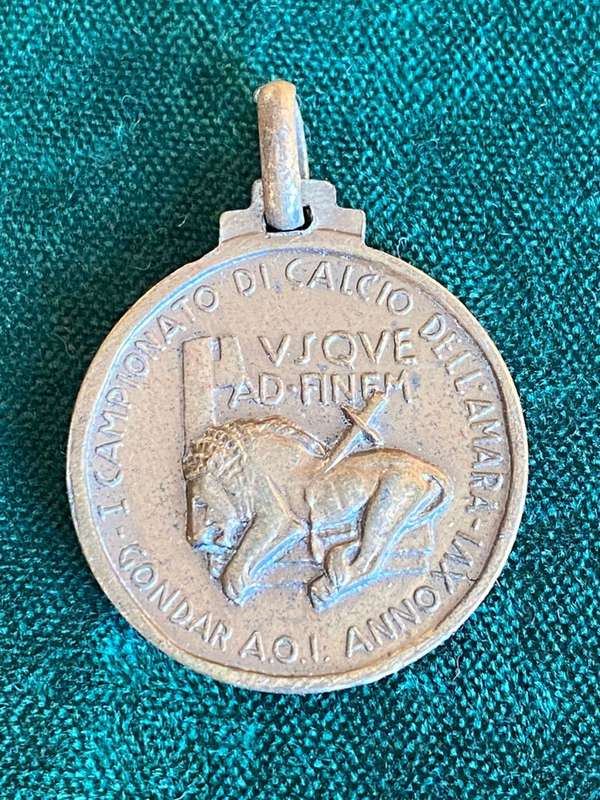 I CAMPIONATO DI CALCIO DELL'AMARA -
VSQVE
AD·FINEM
- GONDAR A.O.I. ANNO XVI